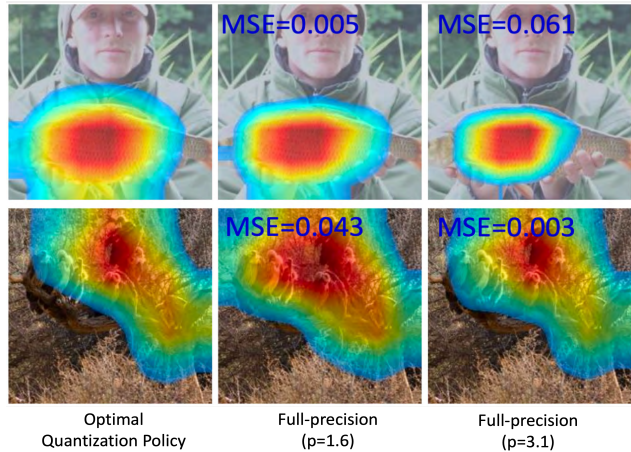 MSE=0.005
MSE=0.061
MSE=0.043
MSE=0.003
Optimal
Quantization Policy
Full-precision
(p=1.6)
Full-precision
(p=3.1)